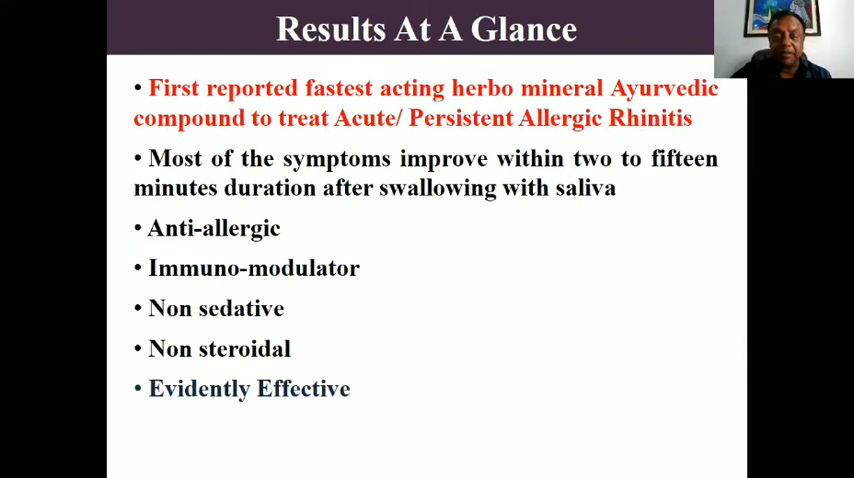 Results At A Glance
• First reported fastest acting herbo mineral Ayurvedic
compound to treat Acute/ Persistent Allergic Rhinitis
• Most of the symptoms improve within two to fifteen
minutes duration after swallowing with saliva
• Anti-allergic
• Immuno-modulator
• Non sedative
• Non steroidal
• Evidently Effective